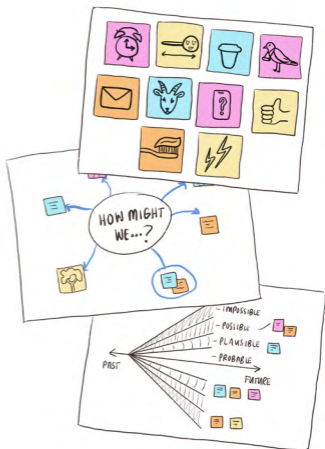 ?
HOW MIGHT
WE...?
- IMPOSSIBLE
- POSSIBLE
- PLAUSIBLE
- PROBABLE
PAST
FUTURE